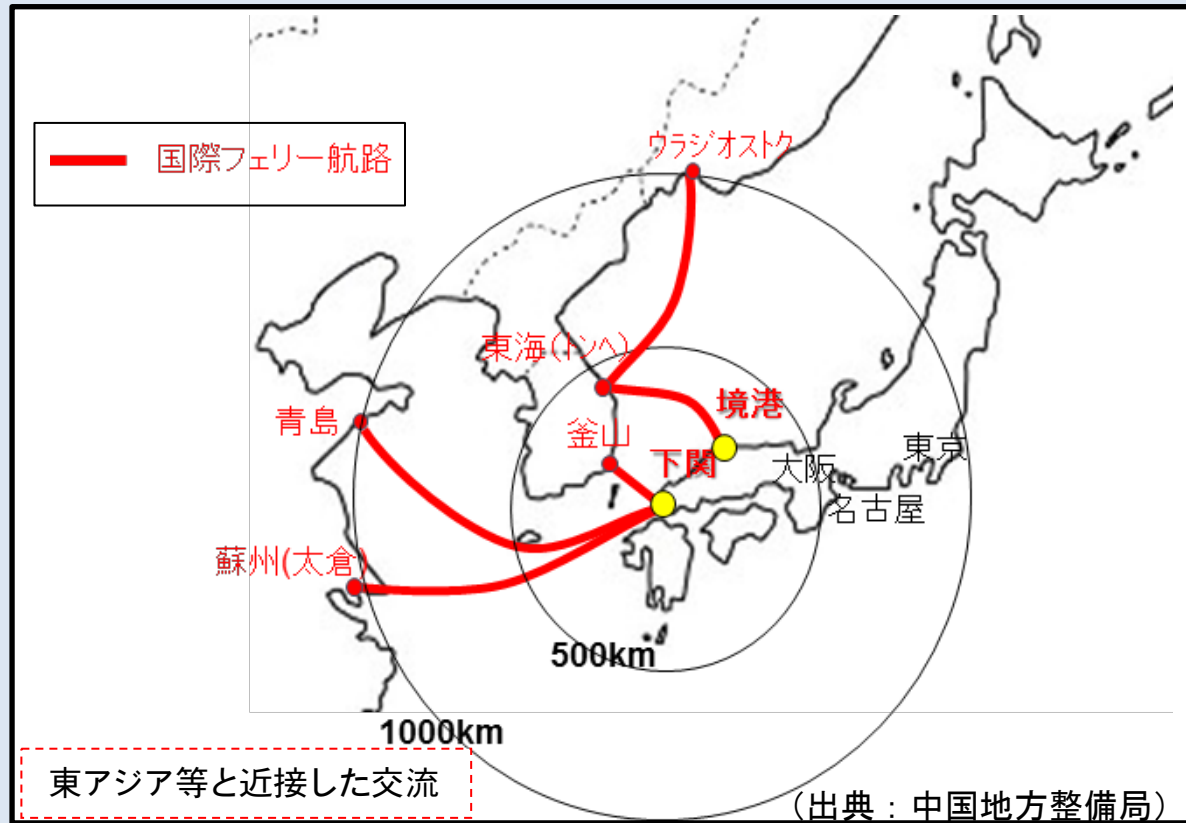 国際フェリー航路
ウラジオストク
東海(トンヘ)
境港
青島
釜山
下関
大阪
東京
名古屋
蘇州(太倉)
500km
1000km
東アジア等と近接した交流
（出典：中国地方整備局）